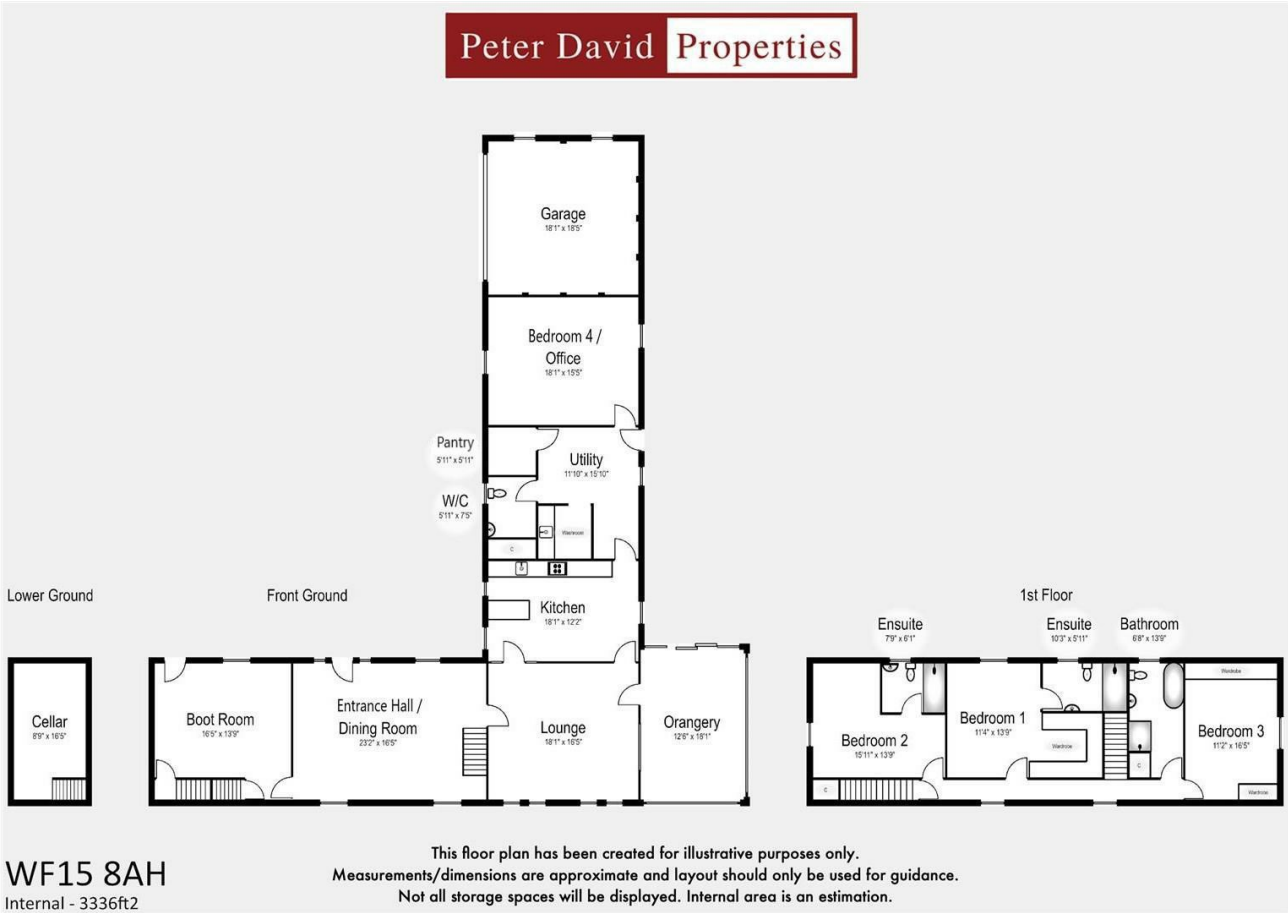 Peter David Properties
Garage
18'1" x 18'5"
Bedroom 4 /
Office
18'1" x 15'5"
Pantry
5'11" x 5'11"
Utility
11'10" x 15'10"
W/C
5'11" x 7'5"
Washroom
C
Lower Ground
Front Ground
Kitchen
18'1" x 12'2"
1st Floor
Ensuite
7'9" x 6'1"
Ensuite
10'3" x 5'11"
Bathroom
6'8" x 13'9"
Cellar
8'9" x 16'5"
Boot Room
16'5" x 13'9"
Entrance Hall /
Dining Room
23'2" x 16'5"
Lounge
18'1" x 16'5"
Orangery
12'6" x 18'1"
Bedroom 2
15'11" x 13'9"
Bedroom 1
11'4" x 13'9"
Wardrobe
Wardrobe
Bedroom 3
11'2" x 16'5"
Wardrobe
C
C
WF15 8AH
Internal - 3336ft2
This floor plan has been created for illustrative purposes only.
Measurements/dimensions are approximate and layout should only be used for guidance.
Not all storage spaces will be displayed. Internal area is an estimation.